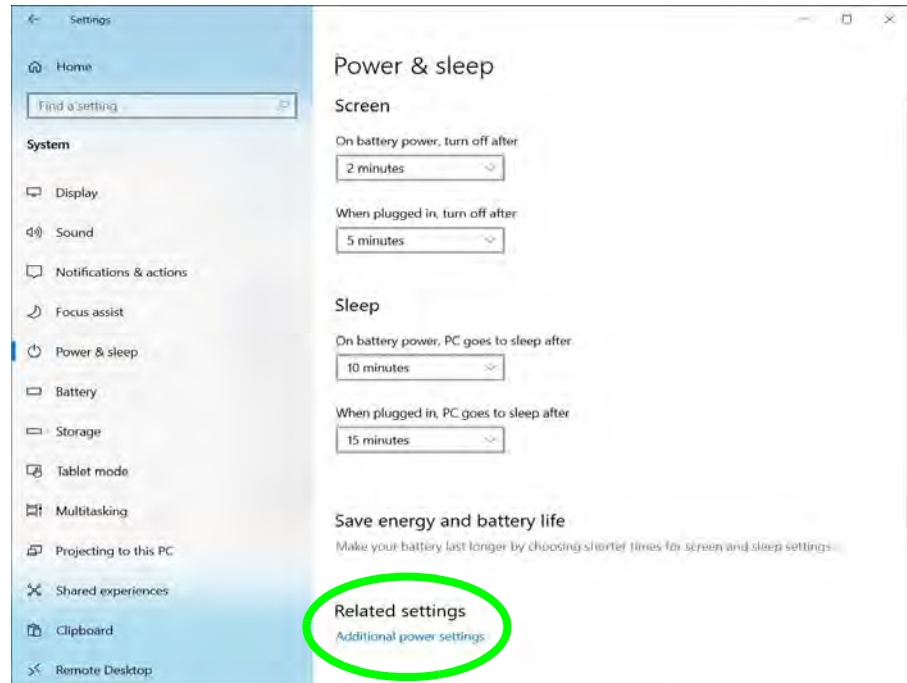 Settings
Home
Find a setting
System
Display
Sound
Notifications & actions
Focus assist
Power & sleep
Battery
Storage
Tablet mode
Multitasking
Projecting to this PC
Shared experiences
Clipboard
Remote Desktop
Power & sleep
Screen
On battery power, turn off after
2 minutes
When plugged in, turn off after
5 minutes
Sleep
On battery power, PC goes to sleep after
10 minutes
When plugged in, PC goes to sleep after
15 minutes
Save energy and battery life
Make your battery last longer by choosing shorter times for screen and sleep settings.
Related settings
Additional power settings